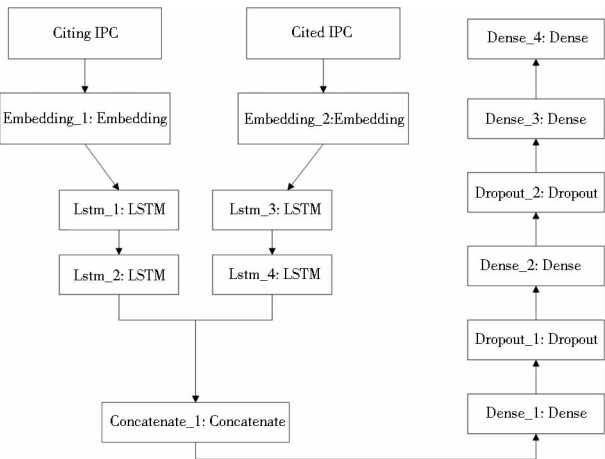 Citing IPC
Cited IPC
Embedding_1: Embedding
Embedding_2:Embedding
Lstm_1: LSTM
Lstm_3: LSTM
Lstm_2: LSTM
Lstm_4: LSTM
Concatenate_1: Concatenate
Dense_4: Dense
Dense_3: Dense
Dropout_2: Dropout
Dense_2: Dense
Dropout_1: Dropout
Dense_1: Dense